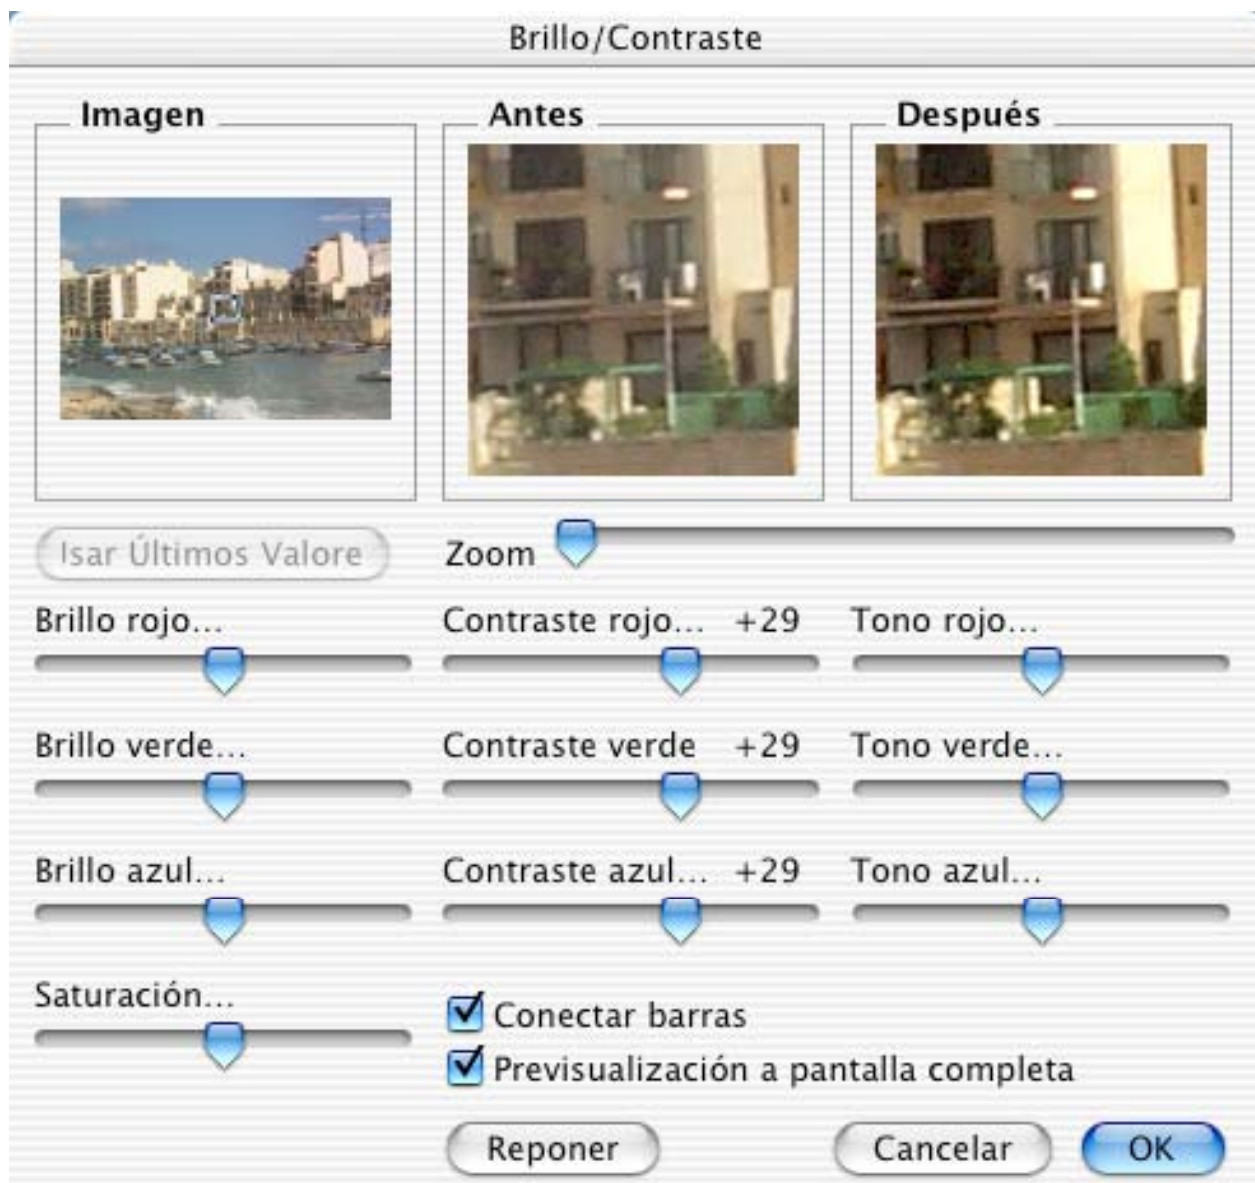 Brillo/Contraste
Imagen
Antes
Después
Isar Últimos Valore
Zoom
Brillo rojo...
Contraste rojo... +29
Tono rojo...
Brillo verde...
Contraste verde +29
Tono verde...
Brillo azul...
Contraste azul... +29
Tono azul...
Saturación...
Conectar barras
Previsualización a pantalla completa
Reponer
Cancelar
OK